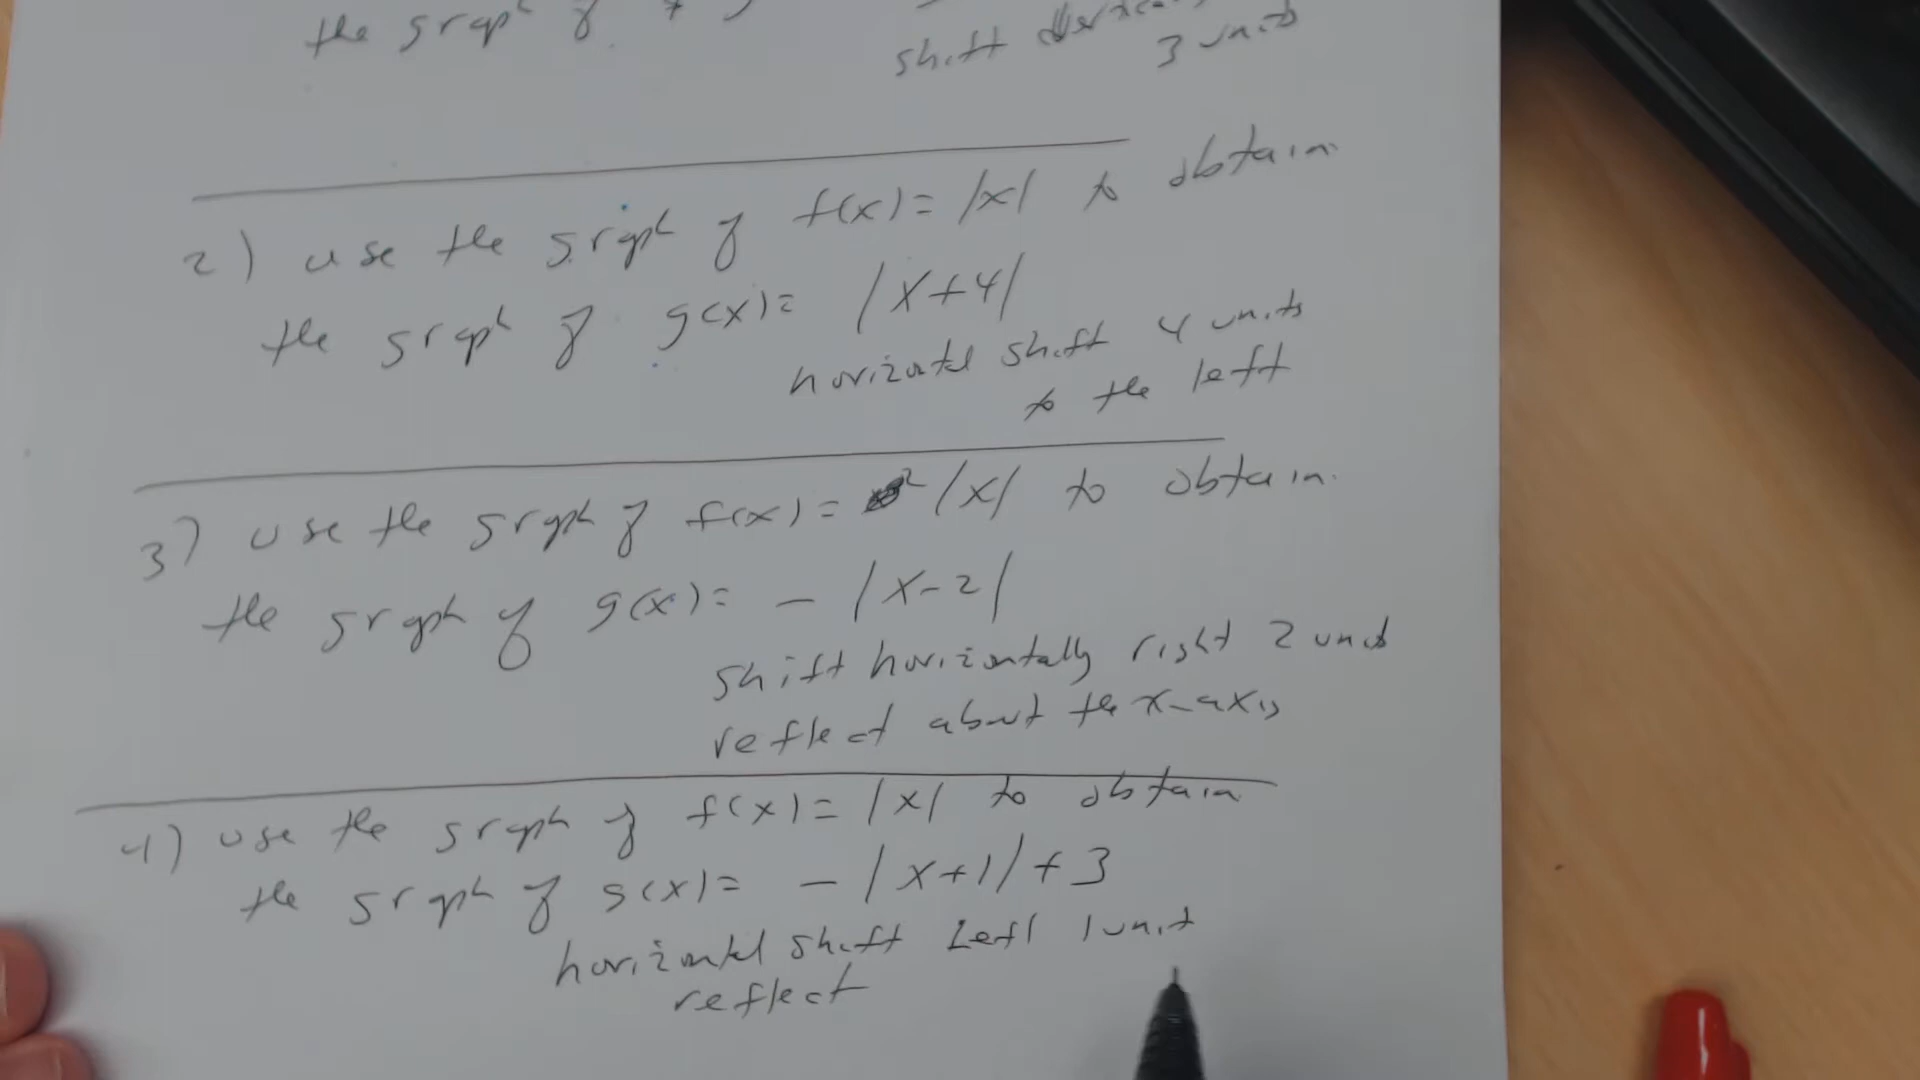 the graph of
shift vertical
3 units
2) use the graph of f(x) = |x| to obtain
the graph of g(x) = |x+4|
horizontal shift 4 units
to the left
3) use the graph of f(x) = |x| to obtain
the graph of g(x) = - |x-2|
shift horizontally right 2 units
reflect about the x-axis
4) use the graph of f(x) = |x| to obtain
the graph of g(x) = - |x+1| + 3
horizontal shift Left 1 unit
reflect